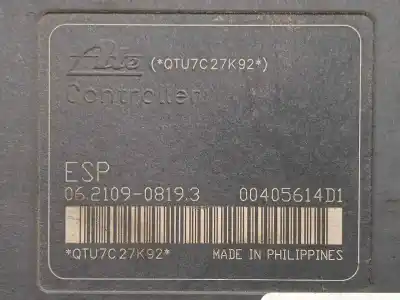 Ate (*QTU7C27K92*)
Controller
ESP
06.2109-0819.3 00405614D1
*QTU7C27K92* MADE IN PHILIPPINES